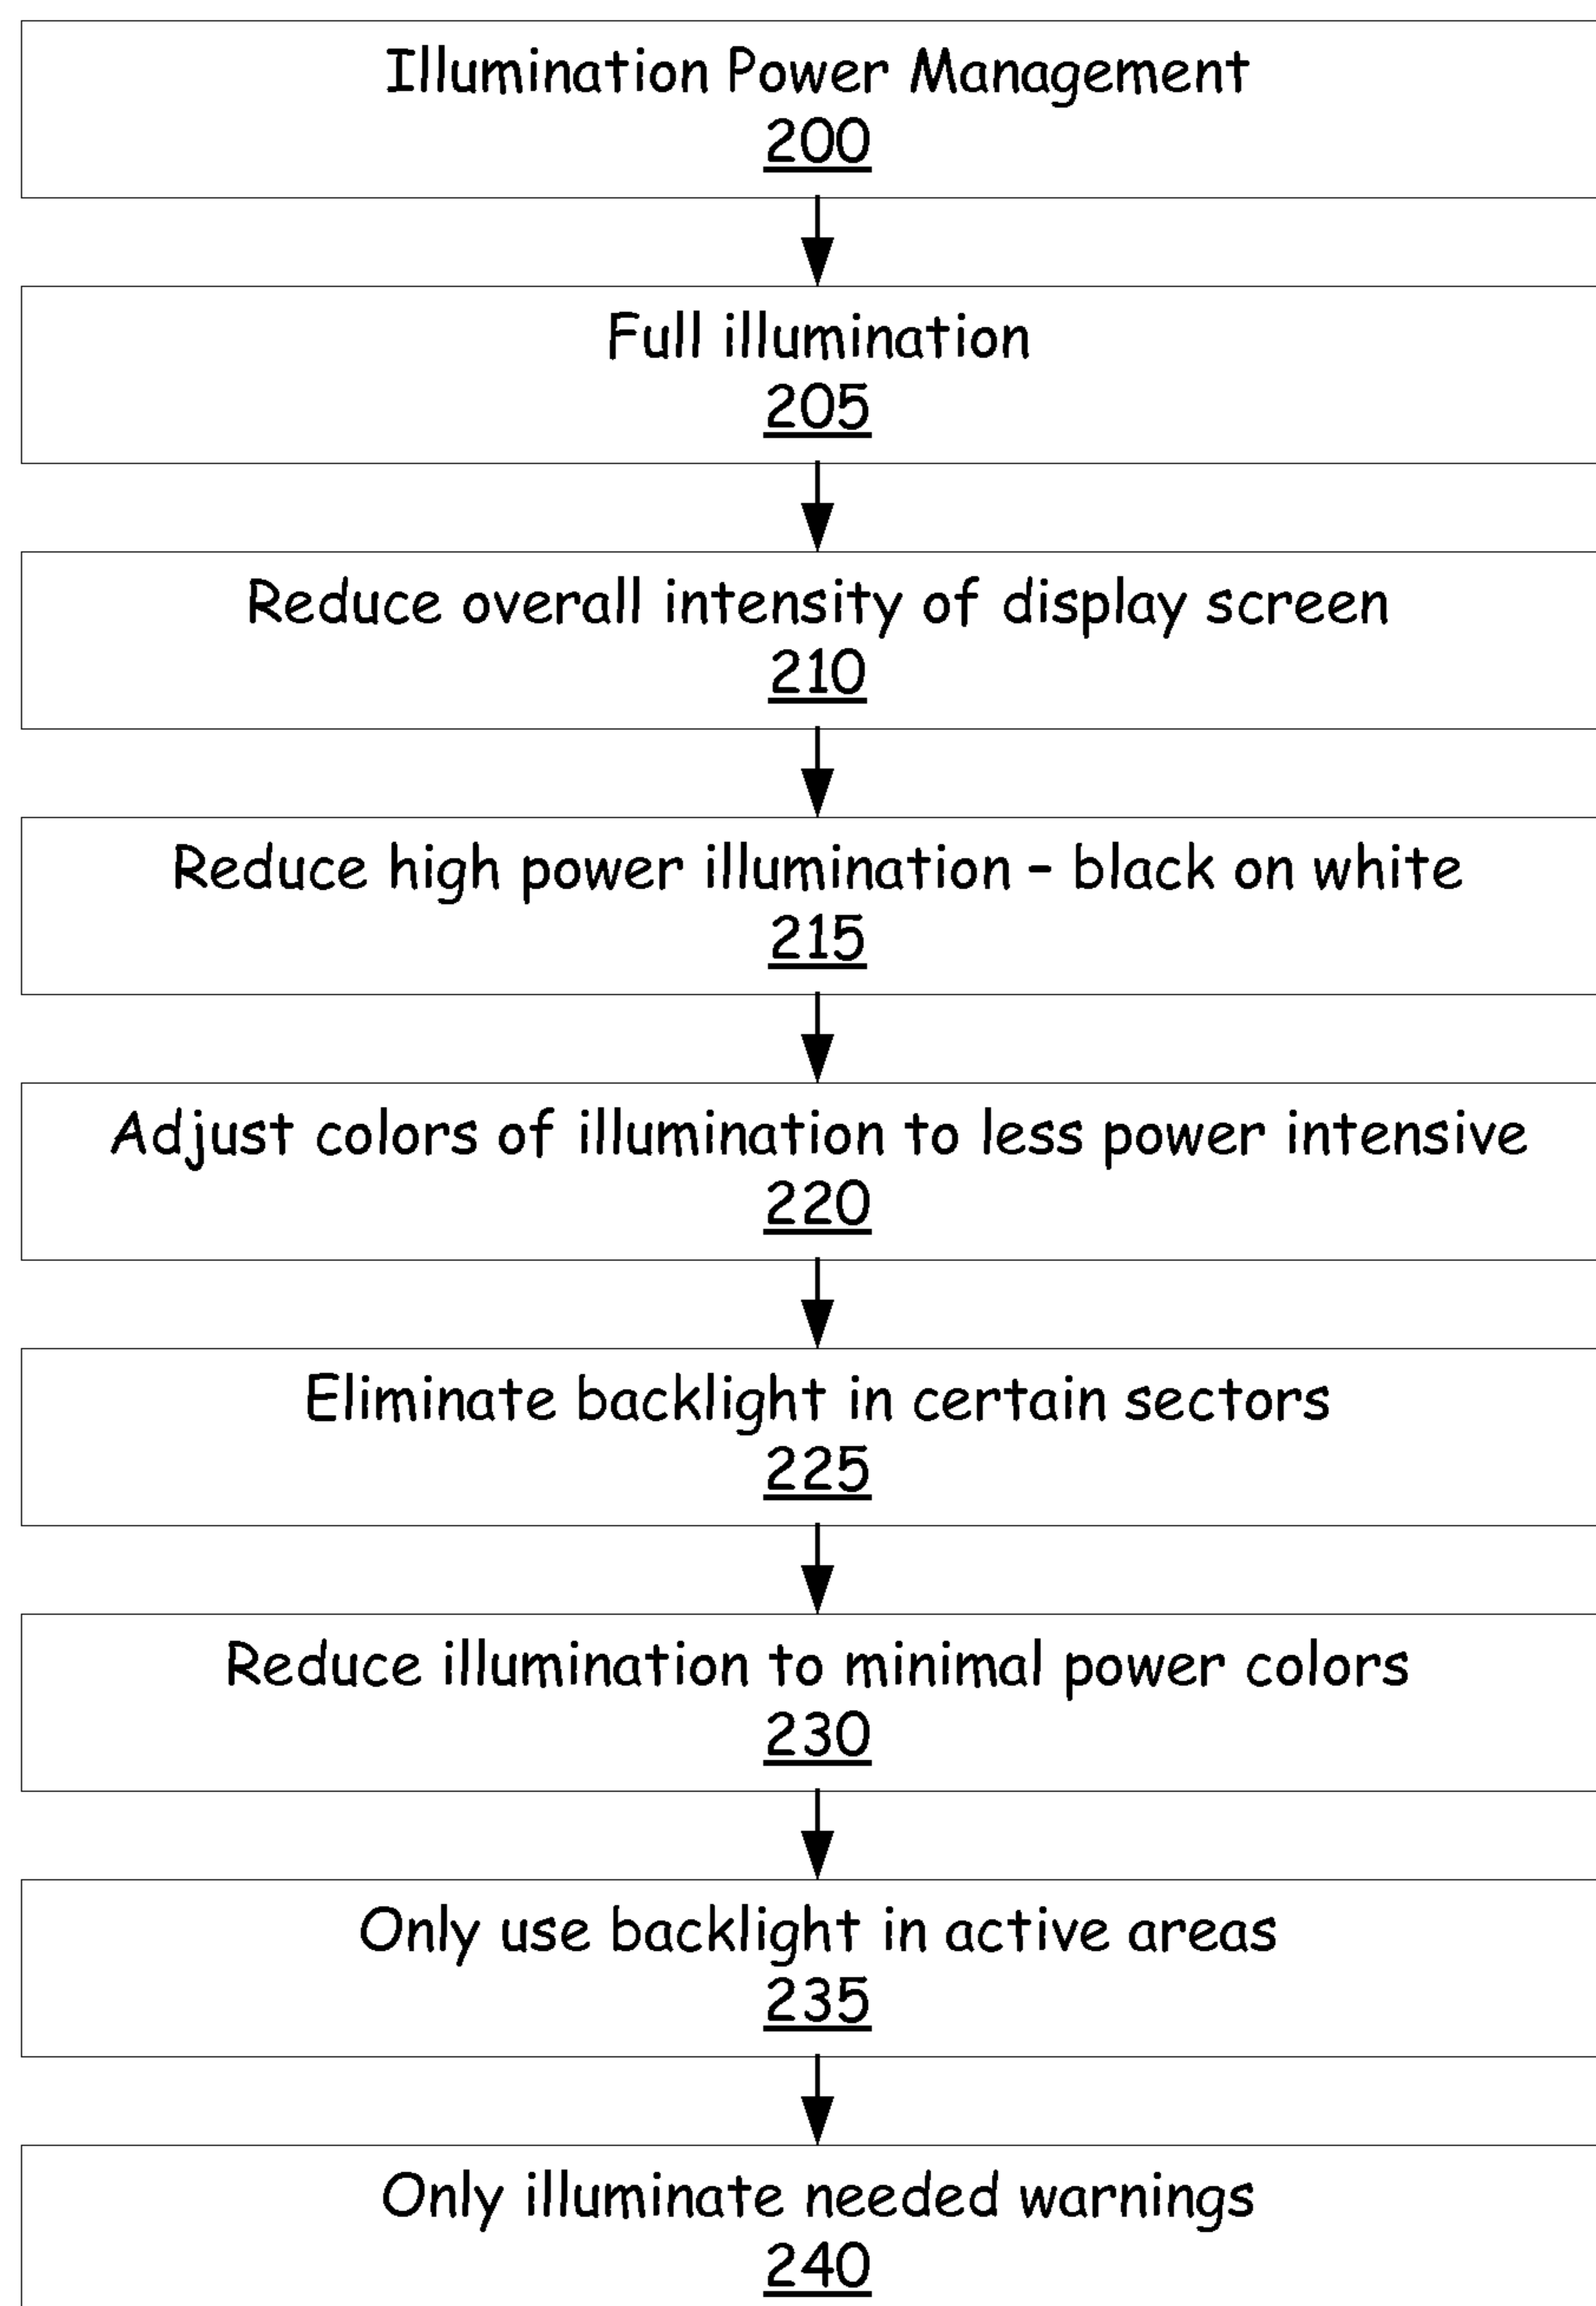 Illumination Power Management
200
Full illumination
205
Reduce overall intensity of display screen
210
Reduce high power illumination – black on white
215
Adjust colors of illumination to less power intensive
220
Eliminate backlight in certain sectors
225
Reduce illumination to minimal power colors
230
Only use backlight in active areas
235
Only illuminate needed warnings
240